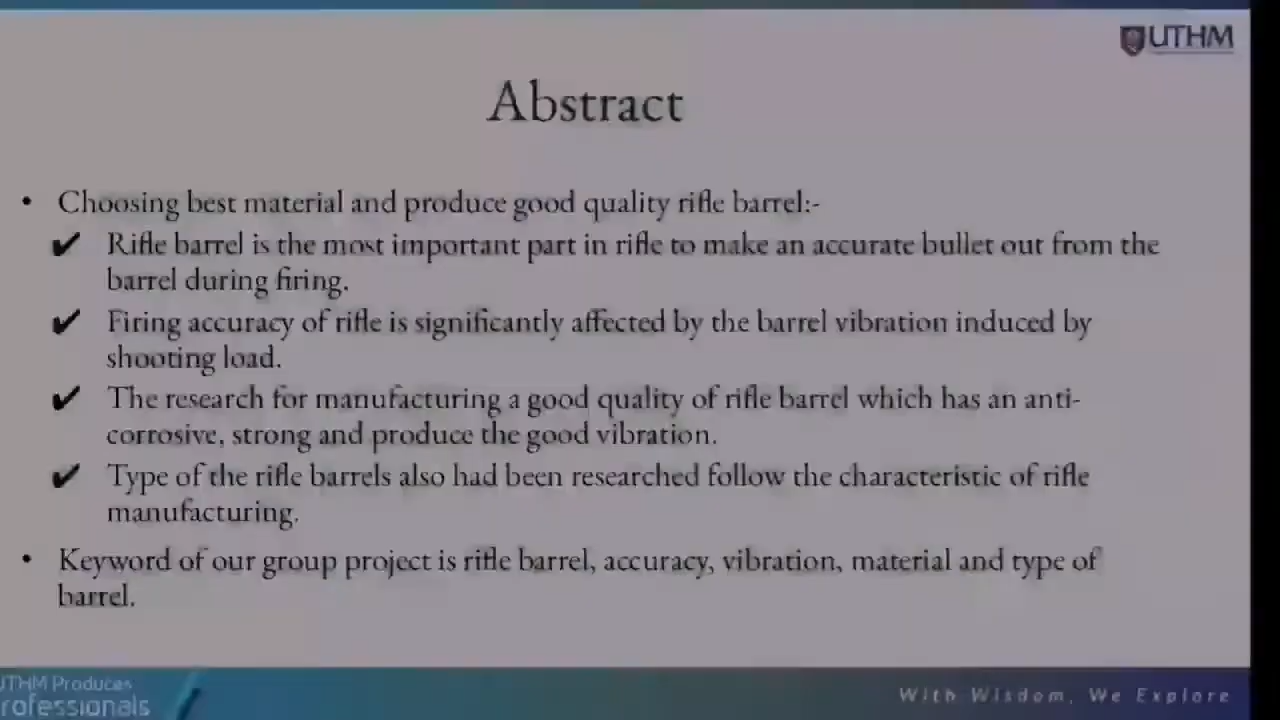 UTHM
Abstract
• Choosing best material and produce good quality rifle barrel:-
✔ Rifle barrel is the most important part in rifle to make an accurate bullet out from the
barrel during firing.
✔ Firing accuracy of rifle is significantly affected by the barrel vibration induced by
shooting load.
✔ The research for manufacturing a good quality of rifle barrel which has an anti-
corrosive, strong and produce the good vibration.
✔ Type of the rifle barrels also had been researched follow the characteristic of rifle
manufacturing.
• Keyword of our group project is rifle barrel, accuracy, vibration, material and type of
barrel.
UTHM Produces
rofessionals
With Wisdom, We Explore